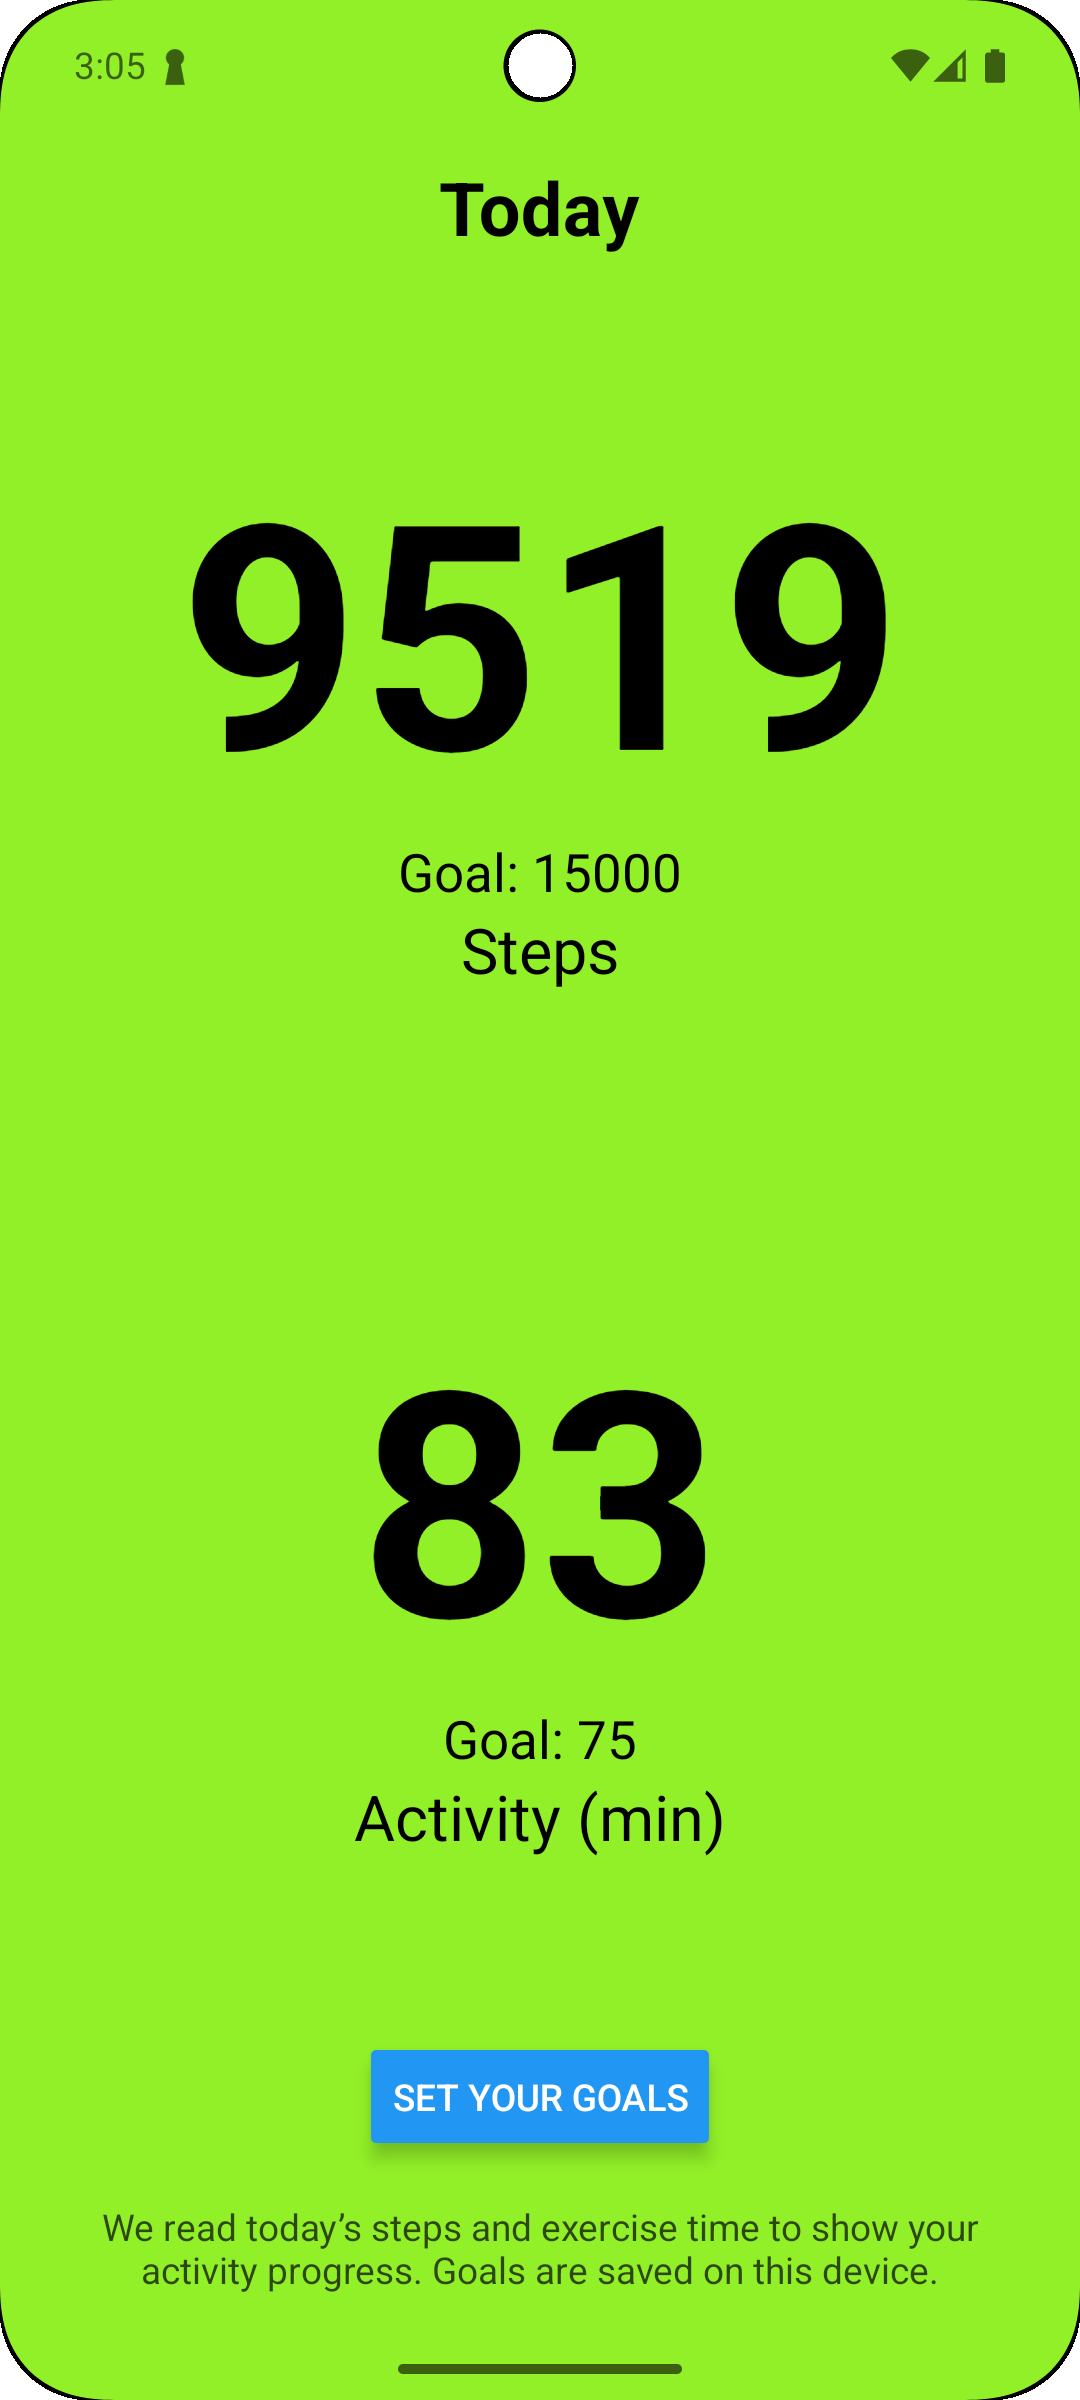 3:05
Today
9519
Goal: 15000
Steps
83
Goal: 75
Activity (min)
SET YOUR GOALS
We read today’s steps and exercise time to show your
activity progress. Goals are saved on this device.